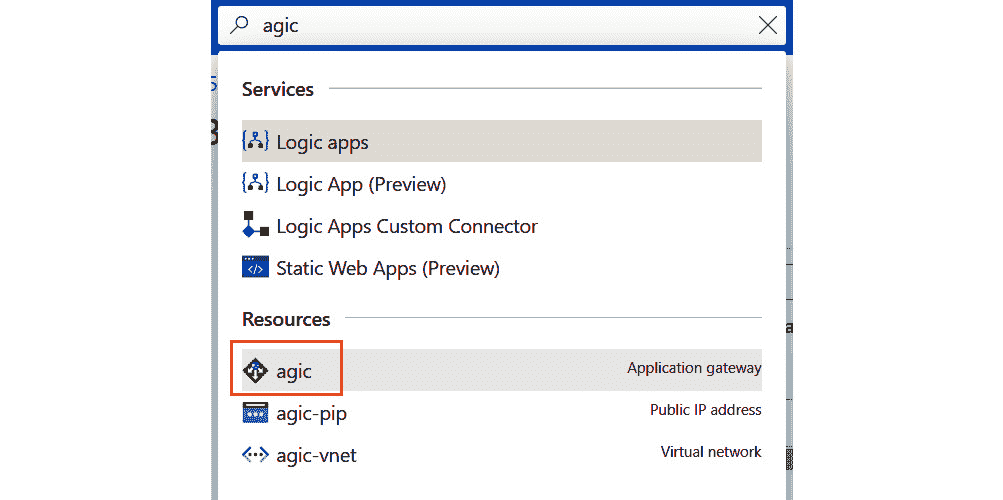 agic
Services
Logic apps
Logic App (Preview)
Logic Apps Custom Connector
Static Web Apps (Preview)
Resources
agic Application gateway
agic-pip Public IP address
agic-vnet Virtual network